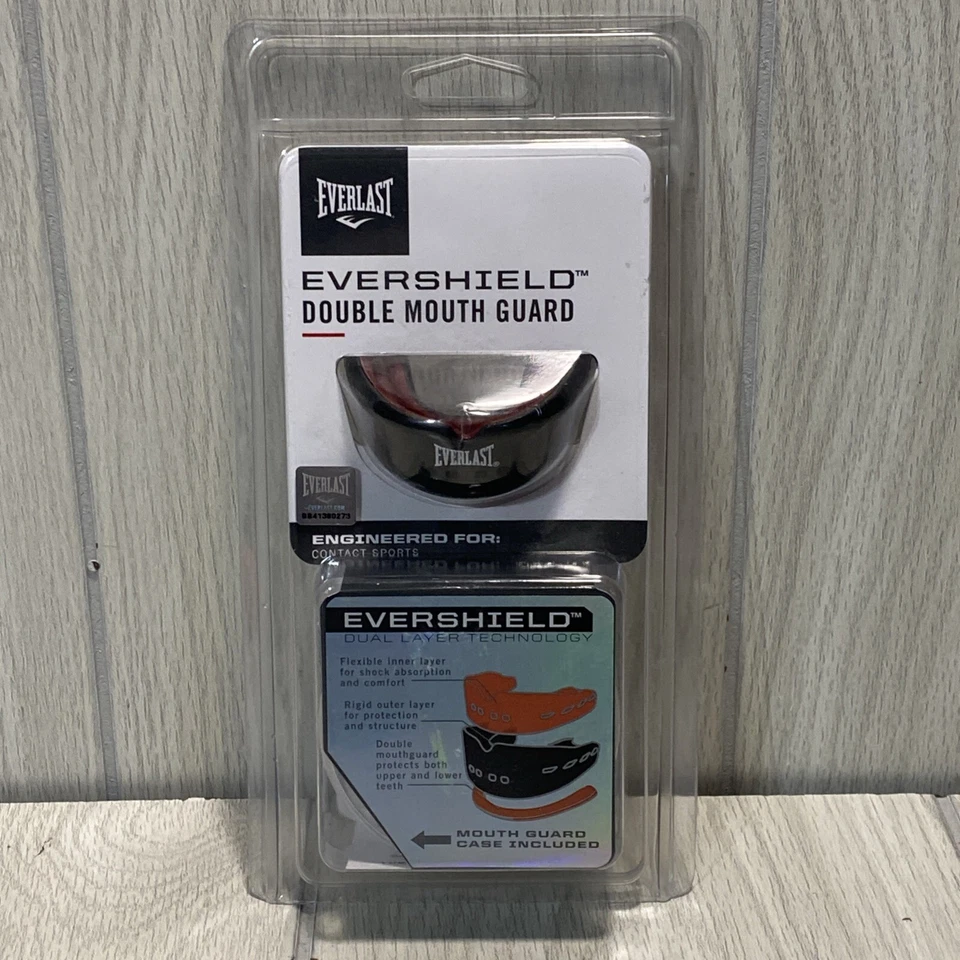 EVERLAST
EVERSHIELD™
DOUBLE MOUTH GUARD
EVERLAST®
EVERLAST
EVERLAST.COM
ENGINEERED FOR:
CONTACT SPORTS
EVERSHIELD™
DUAL LAYER TECHNOLOGY
Flexible inner layer
for shock absorption
and comfort
Rigid outer layer
for protection
and structure
Double
mouthguard
protects both
upper and lower
teeth
MOUTH GUARD
CASE INCLUDED